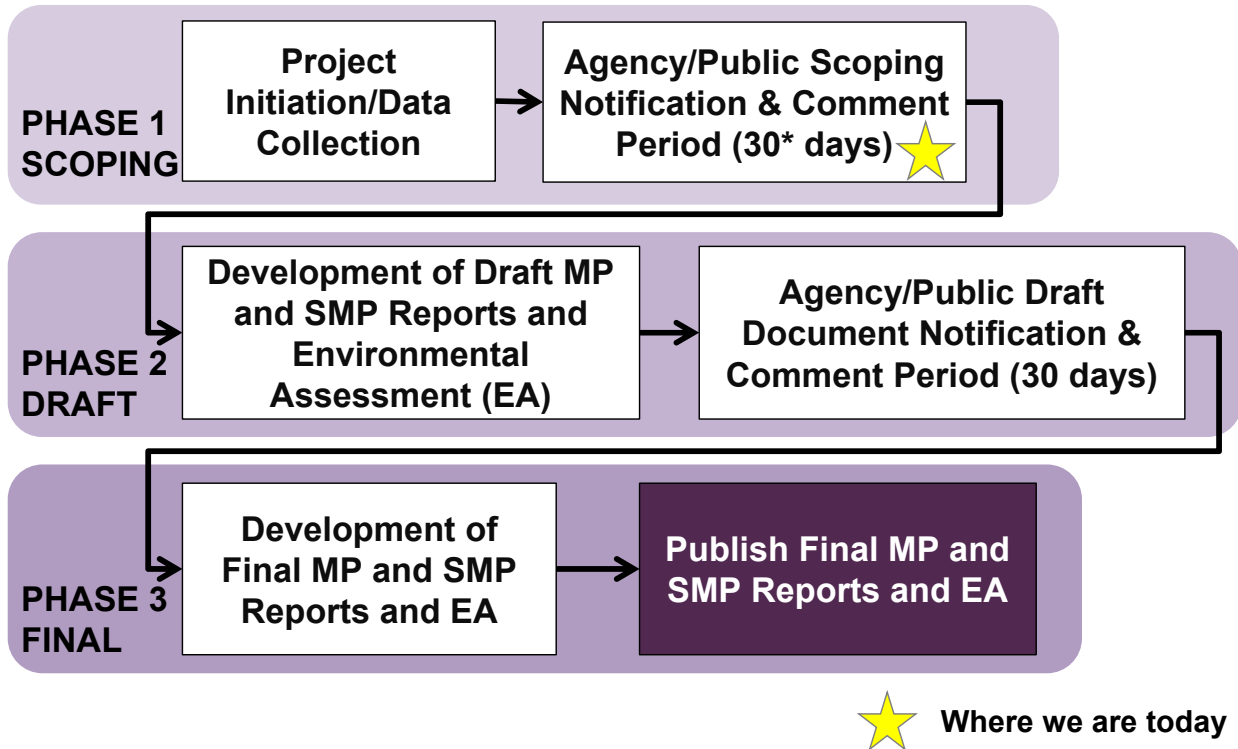 PHASE 1
SCOPING
Project
Initiation/Data
Collection
Agency/Public Scoping
Notification & Comment
Period (30* days)
PHASE 2
DRAFT
Development of Draft MP
and SMP Reports and
Environmental
Assessment (EA)
Agency/Public Draft
Document Notification &
Comment Period (30 days)
PHASE 3
FINAL
Development of
Final MP and SMP
Reports and EA
Publish Final MP and
SMP Reports and EA
Where we are today